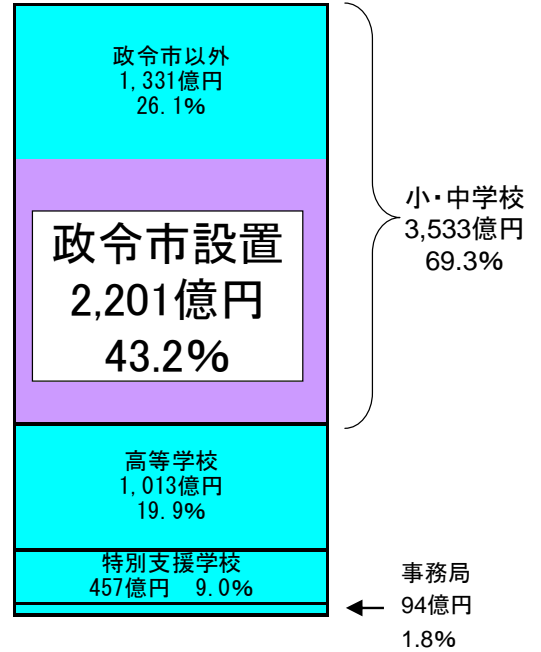 政令市以外
1,331億円
26.1%
政令市設置
2,201億円
43.2%
小・中学校
3,533億円
69.3%
高等学校
1,013億円
19.9%
特別支援学校
457億円 9.0%
事務局
94億円
1.8%